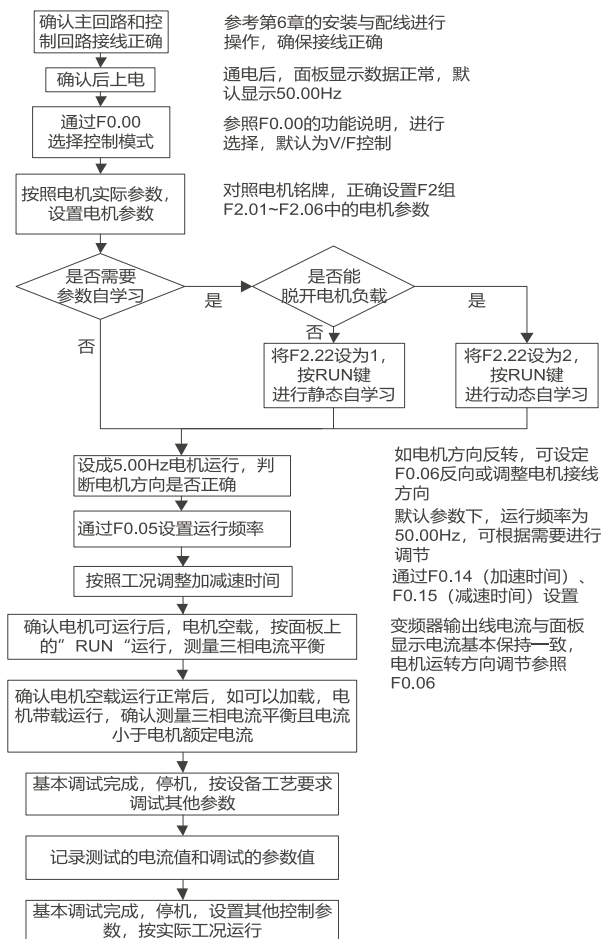 确认主回路和控
制回路接线正确
参考第6章的安装与配线进行
操作，确保接线正确
确认后上电
通电后，面板显示数据正常，默
认显示50.00Hz
通过F0.00
选择控制模式
参照F0.00的功能说明，进行
选择，默认为V/F控制
按照电机实际参数，
设置电机参数
对照电机铭牌，正确设置F2组
F2.01~F2.06中的电机参数
是否需要
参数自学习
是
是否能
脱开电机负载
是
否
否
将F2.22设为1，
按RUN键
进行静态自学习
将F2.22设为2，
按RUN键
进行动态自学习
设成5.00Hz电机运行，判
断电机方向是否正确
如电机方向反转，可设定
F0.06反向或调整电机接线
方向
通过F0.05设置运行频率
默认参数下，运行频率为
50.00Hz，可根据需要进行
调节
按照工况调整加减速时间
通过F0.14（加速时间）、
F0.15（减速时间）设置
确认电机可运行后，电机空载，按面板上
的”RUN“运行，测量三相电流平衡
变频器输出线电流与面板
显示电流基本保持一致，
电机运转方向调节参照
F0.06
确认电机空载运行正常后，如可以加载，电
机带载运行，确认测量三相电流平衡且电流
小于电机额定电流
基本调试完成，停机，按设备工艺要求
调试其他参数
记录测试的电流值和调试的参数值
基本调试完成，停机，设置其他控制参
数，按实际工况运行